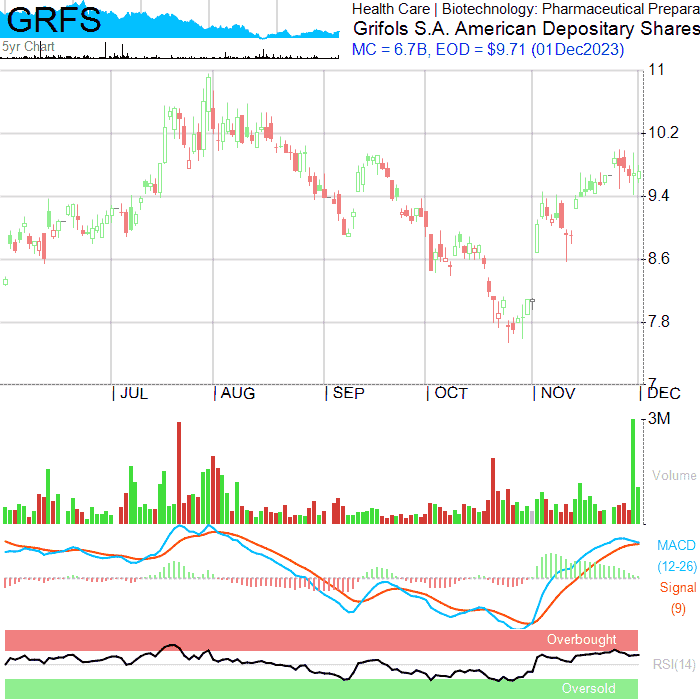 GRFS
Health Care | Biotechnology: Pharmaceutical Prepara
Grifols S.A. American Depositary Shares
5yr Chart
MC = 6.7B, EOD = $9.71 (01Dec2023)
11
10.2
9.4
8.6
7.8
7
JUL AUG SEP OCT NOV DEC
3M
Volume
MACD
(12-26)
Signal
(9)
Overbought
RSI(14)
Oversold